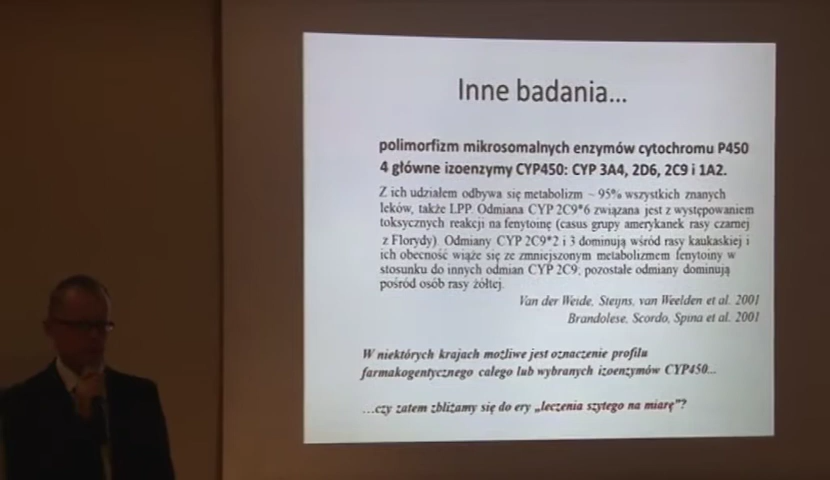 Inne badania...
polimorfizm mikrosomalnych enzymów cytochromu P450
4 główne izoenzymy CYP450: CYP 3A4, 2D6, 2C9 i 1A2.
Z ich udziałem odbywa się metabolizm ~ 95% wszystkich znanych
leków, także LPP. Odmiana CYP 2C9*6 związana jest z występowaniem
toksycznych reakcji na fenytoinę (casus grupy amerykanek rasy czarnej
z Florydy). Odmiany CYP 2C9*2 i 3 dominują wśród rasy kaukaskiej i
ich obecność wiąże się ze zmniejszonym metabolizmem fenytoiny w
stosunku do innych odmian CYP 2C9; pozostałe odmiany dominują
pośród osób rasy żółtej.
Van der Weide, Steijns, van Weelden et al. 2001
Brandolese, Scordo, Spina et al. 2001
W niektórych krajach możliwe jest oznaczenie profilu
farmakogentycznego całego lub wybranych izoenzymów CYP450...
...czy zatem zbliżamy się do ery „leczenia szytego na miarę"?